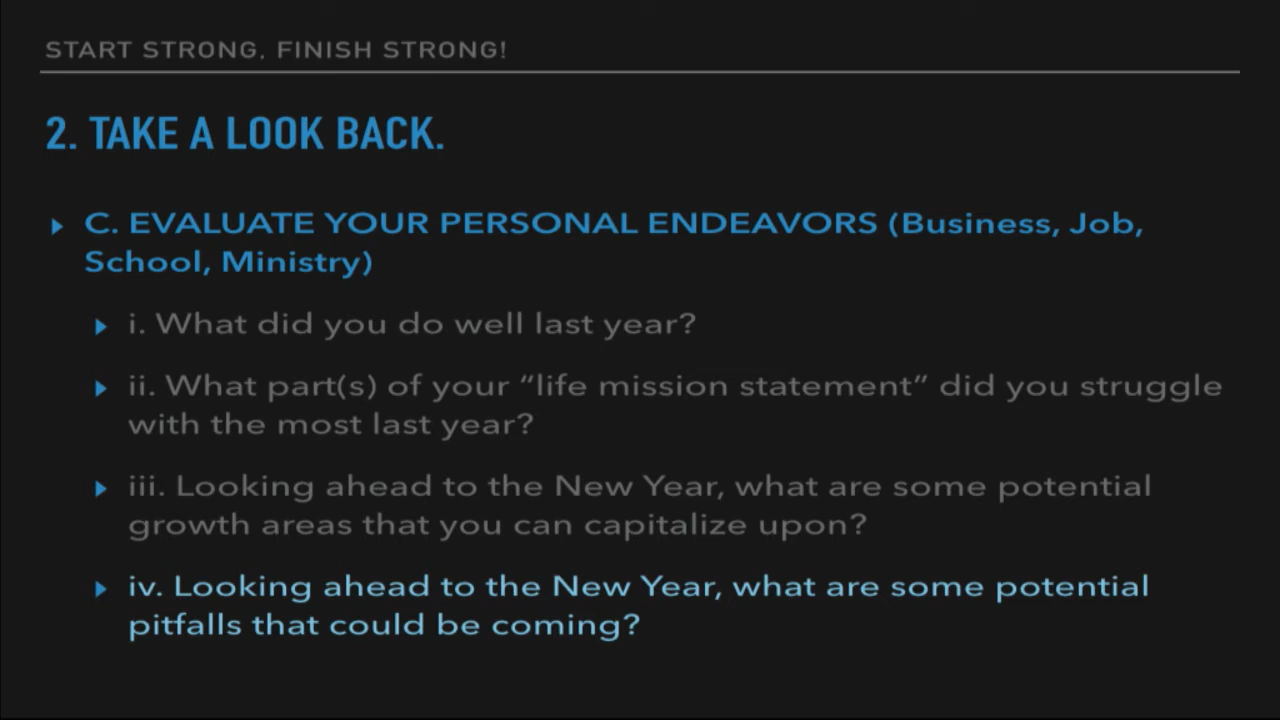 START STRONG, FINISH STRONG!
2. TAKE A LOOK BACK.
C. EVALUATE YOUR PERSONAL ENDEAVORS (Business, Job,
School, Ministry)
i. What did you do well last year?
ii. What part(s) of your “life mission statement” did you struggle
with the most last year?
iii. Looking ahead to the New Year, what are some potential
growth areas that you can capitalize upon?
iv. Looking ahead to the New Year, what are some potential
pitfalls that could be coming?